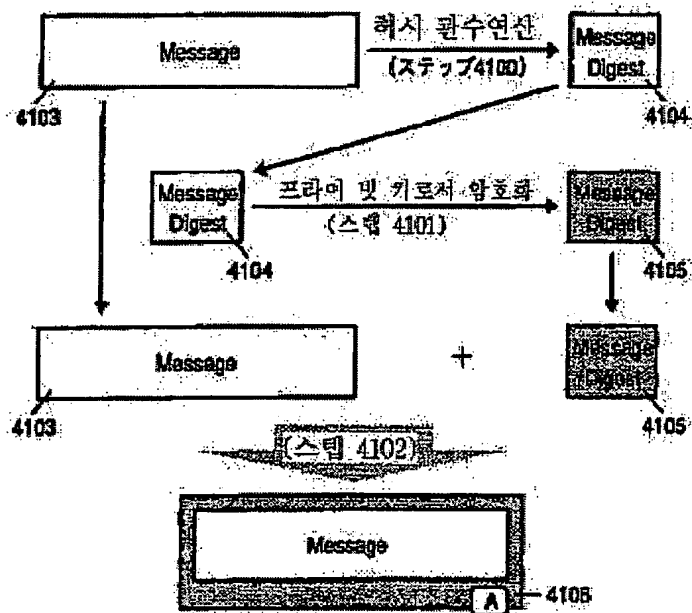 Message
해시 관수연산
(ステップ4100)
Message
Digest
4103
4104
Message
Digest
4104
프라이 빗 키로서 암호화
(스텝 4101)
Message
Digest
4105
Message
4103
+
Message
Digest
4105
(스텝 4102)
Message
A
4106